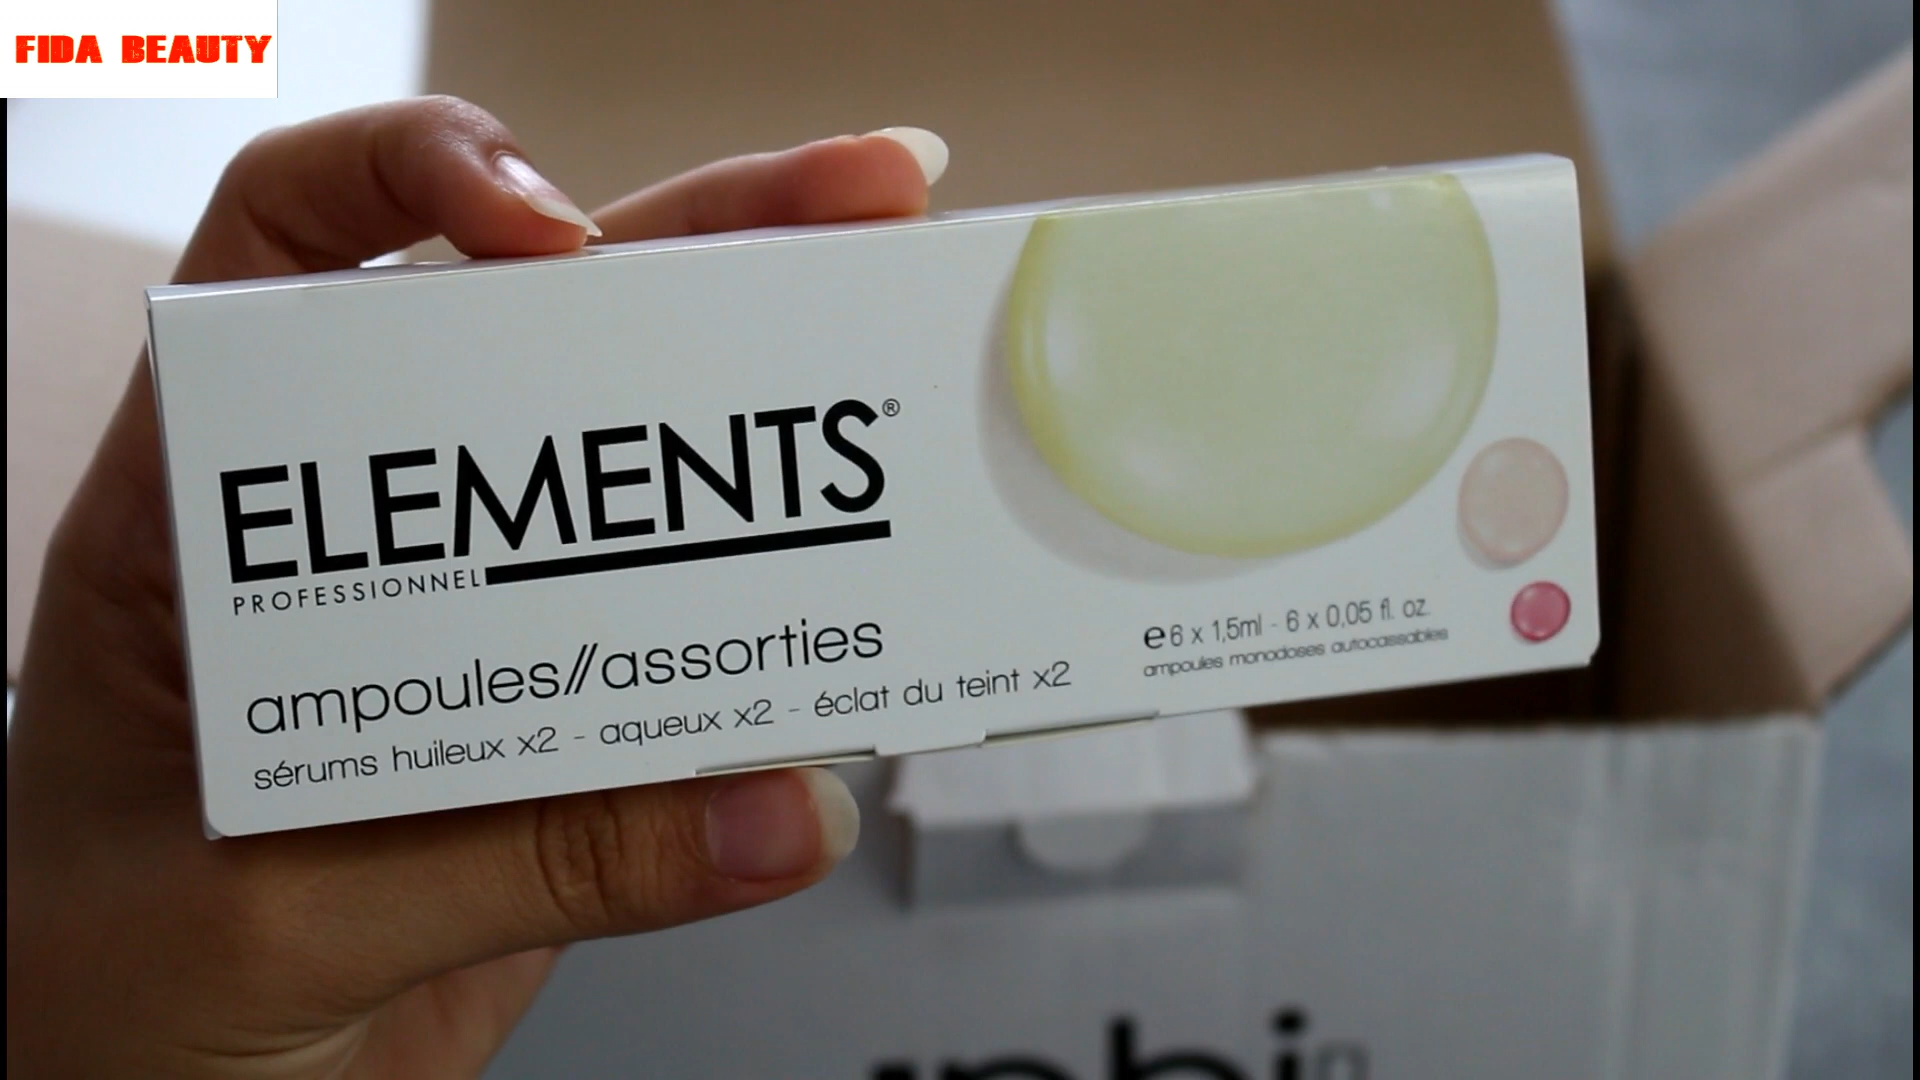 FIDA BEAUTY
ELEMENTS®
PROFESSIONNEL
ampoules//assorties
sérums huileux x2 - aqueux x2 - éclat du teint x2
e 6 x 1,5ml - 6 x 0,05 fl. oz.
ampoules monodoses autocassables